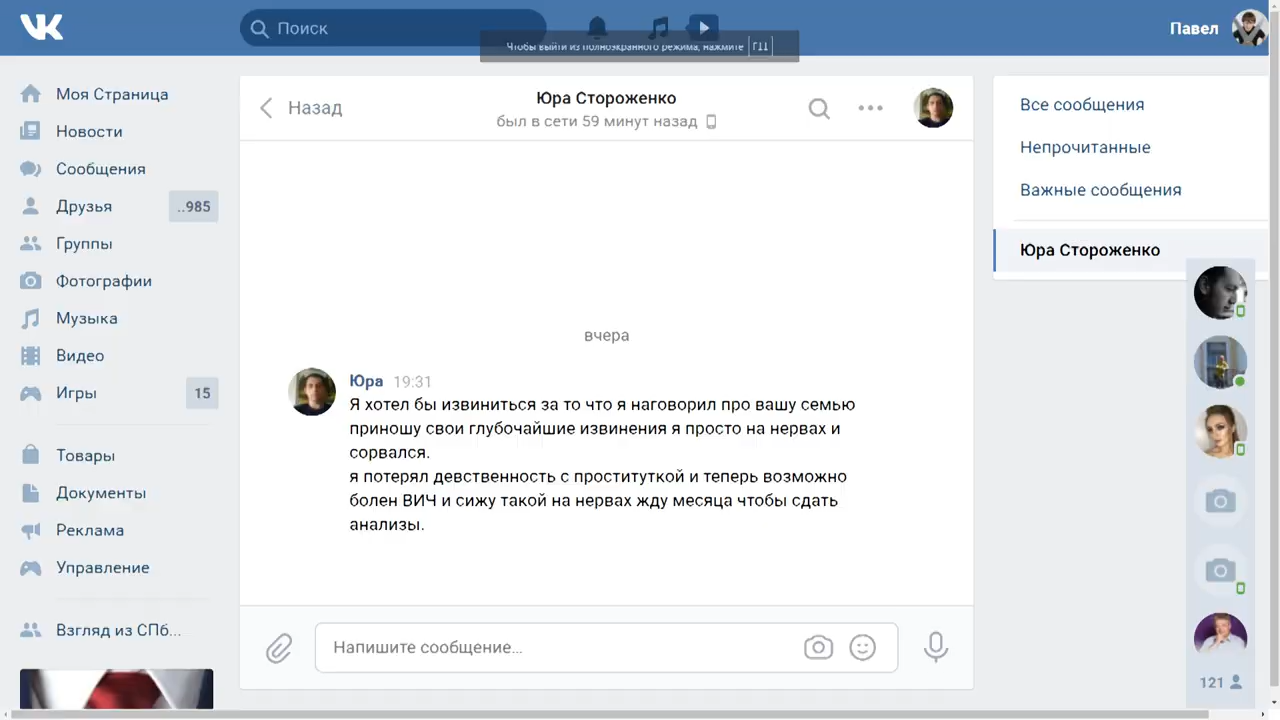 Поиск
Павел
Чтобы выйти из полноэкранного режима, нажмите F11
Моя Страница
Новости
Сообщения
Друзья
..985
Группы
Фотографии
Музыка
Видео
Игры
15
Товары
Документы
Реклама
Управление
Взгляд из СПб...
Назад
Юра Стороженко
был в сети 59 минут назад
вчера
Юра 19:31
Я хотел бы извиниться за то что я наговорил про вашу семью
приношу свои глубочайшие извинения я просто на нервах и
сорвался.
я потерял девственность с проституткой и теперь возможно
болен ВИЧ и сижу такой на нервах жду месяца чтобы сдать
анализы.
Напишите сообщение...
Все сообщения
Непрочитанные
Важные сообщения
Юра Стороженко
121